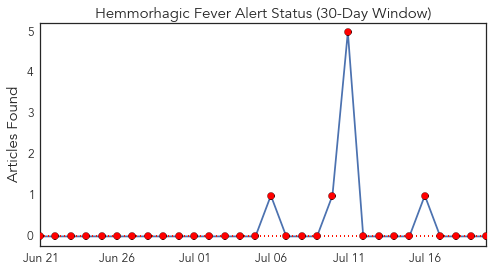 Hemmorhagic Fever Alert Status (30-Day Window)
Articles Found
5
4
3
2
1
0
Jun 21 Jun 26 Jul 01 Jul 06 Jul 11 Jul 16